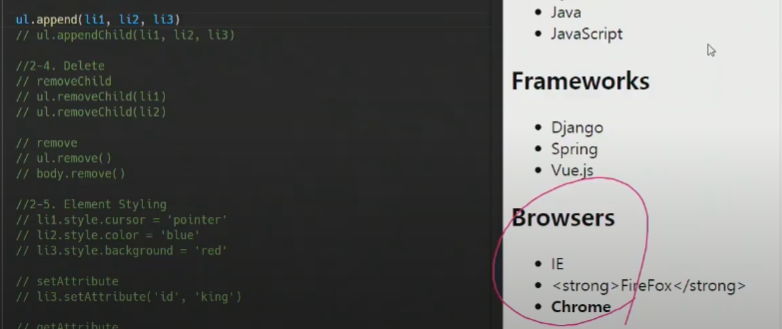 ul.append(li1, li2, li3)
// ul.appendChild(li1, li2, li3)
//2-4. Delete
// removeChild
// ul.removeChild(li1)
// ul.removeChild(li2)
// remove
// ul.remove()
// body.remove()
//2-5. Element Styling
// li1.style.cursor = 'pointer'
// li2.style.color = 'blue'
// li3.style.background = 'red'
// setAttribute
// li3.setAttribute('id', 'king')
// getAttribute
• Java
• JavaScript
Frameworks
• Django
• Spring
• Vue.js
Browsers
• IE
• <strong>FireFox</strong>
• Chrome